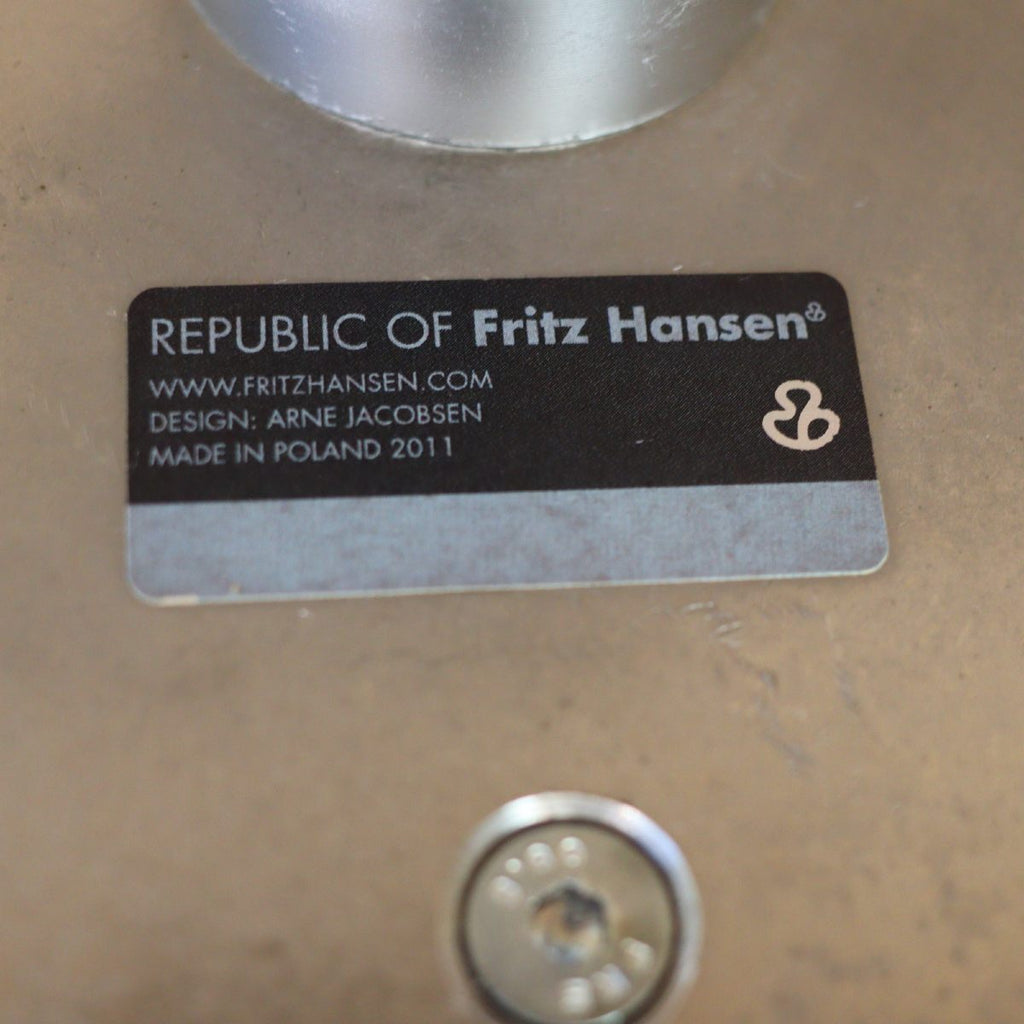 REPUBLIC OF Fritz Hansen
WWW.FRITZHANSEN.COM
DESIGN: ARNE JACOBSEN
MADE IN POLAND 2011